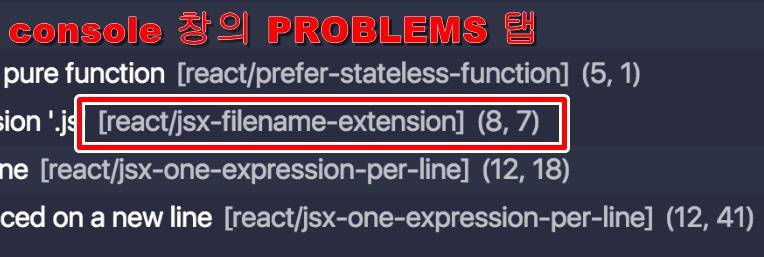 console 창의 PROBLEMS 탭
pure function [react/prefer-stateless-function] (5, 1)
sion '.js [react/jsx-filename-extension] (8, 7)
ne [react/jsx-one-expression-per-line] (12, 18)
ced on a new line [react/jsx-one-expression-per-line] (12, 41)